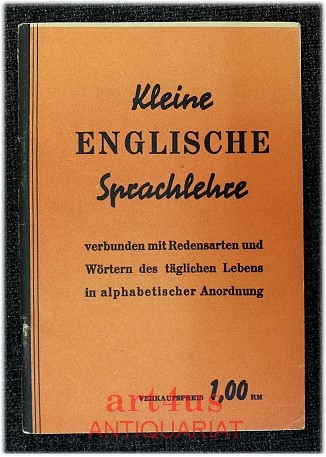 Kleine
ENGLISCHE
Sprachlehre
verbunden mit Redensarten und
Wörtern des täglichen Lebens
in alphabetischer Anordnung
VERKAUFSPREIS 1,00 RM
art4us
ANTIQUARIAT